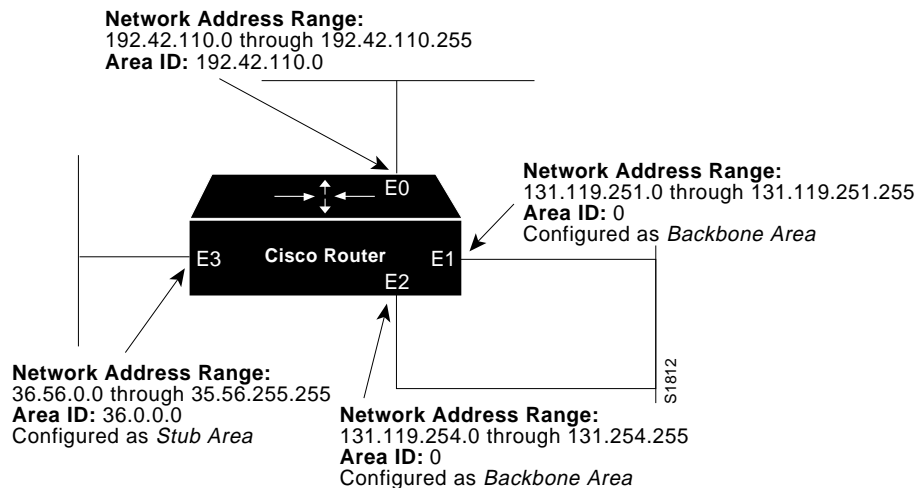 Network Address Range:
192.42.110.0 through 192.42.110.255
Area ID: 192.42.110.0
Network Address Range:
131.119.251.0 through 131.119.251.255
Area ID: 0
Configured as Backbone Area
E0
E3
Cisco Router
E1
E2
S1812
Network Address Range:
36.56.0.0 through 35.56.255.255
Area ID: 36.0.0.0
Configured as Stub Area
Network Address Range:
131.119.254.0 through 131.254.255
Area ID: 0
Configured as Backbone Area